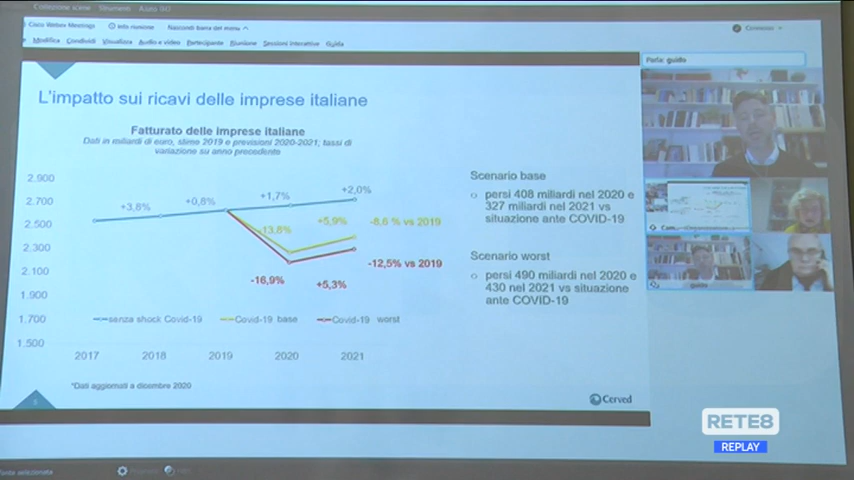 Cisco Webex Meetings Info riunione Nascondi barra del menu
Modifica Condividi Visualizza Audio e video Partecipante Riunione Sessioni interattive Guida
Parla: guido
L'impatto sui ricavi delle imprese italiane
Fatturato delle imprese italiane
Dati in miliardi di euro, stime 2019 e previsioni 2020-2021; tassi di
variazione su anno precedente
2.900
2.700
2.500
2.300
2.100
1.900
1.700
1.500
+3,8%
+0,8%
+1,7%
+2,0%
-13,8%
+5,9%
-8,6 % vs 2019
-16,9%
+5,3%
-12,5% vs 2019
senza shock Covid-19 Covid-19 base Covid-19 worst
2017 2018 2019 2020 2021
*Dati aggiornati a dicembre 2020
Scenario base
persi 408 miliardi nel 2020 e
327 miliardi nel 2021 vs
situazione ante COVID-19
Scenario worst
persi 490 miliardi nel 2020 e
430 nel 2021 vs situazione
ante COVID-19
Cerved
guido
RETE8
REPLAY